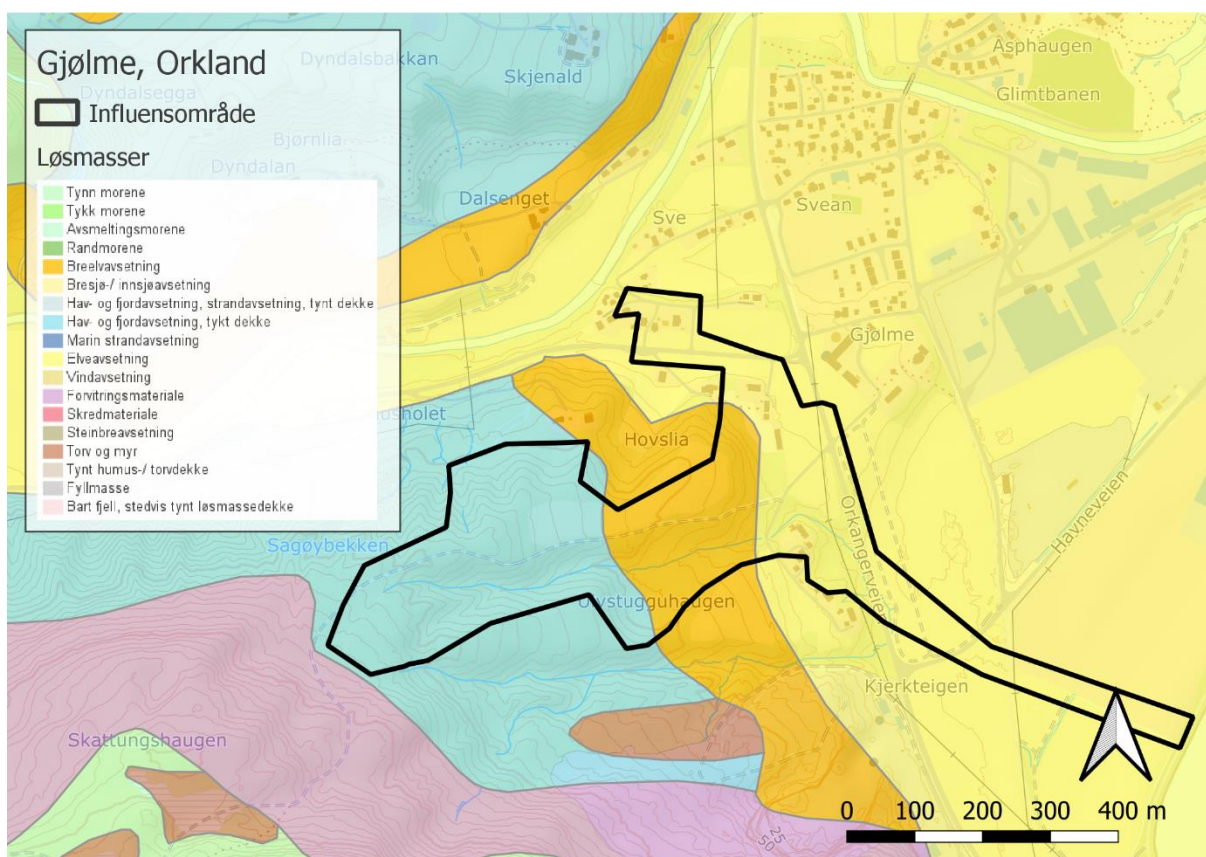 Gjølme, Orkland
Influensområde
Løsmasser
Tynn morene
Tykk morene
Avsmeltingsmorene
Randmorene
Breelvavsetning
Bresjø-/ innsjøavsetning
Hav- og fjordavsetning, strandavsetning, tynt dekke
Hav- og fjordavsetning, tykt dekke
Marin strandavsetning
Elveavsetning
Vindavsetning
Forvitringsmateriale
Skredmateriale
Steinbreavsetning
Torv og myr
Tynt humus-/ torvdekke
Fyllmasse
Bart fjell, stedvis tynt løsmassedekke
Dyndalsbakkan
Dyndalsegga
Bjørnlia
Dyndalan
Skjenald
Asphaugen
Glimtbanen
Dalsenget
Sve
Svean
Gjølme
Hovslia
Sagøybekken
Orkangerveien
Havneveien
Kjerkteigen
Skattungshaugen
25
50
0 100 200 300 400 m